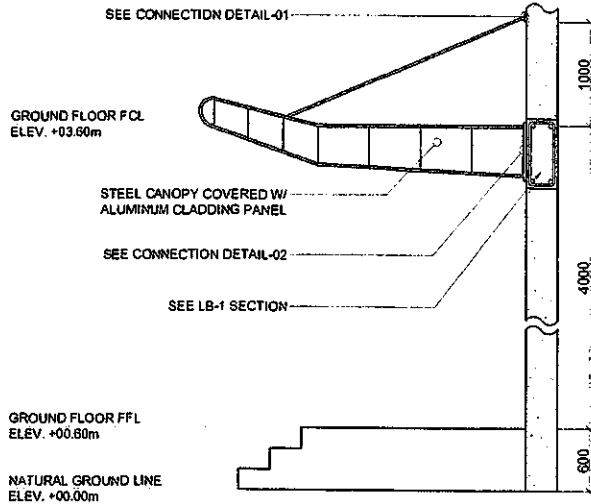 SEE CONNECTION DETAIL-01
1000
GROUND FLOOR FCL
ELEV. +03.60m
STEEL CANOPY COVERED W/
ALUMINUM CLADDING PANEL
SEE CONNECTION DETAIL-02
4000
SEE LB-1 SECTION
GROUND FLOOR FFL
ELEV. +00.60m
600
NATURAL GROUND LINE
ELEV. +00.00m